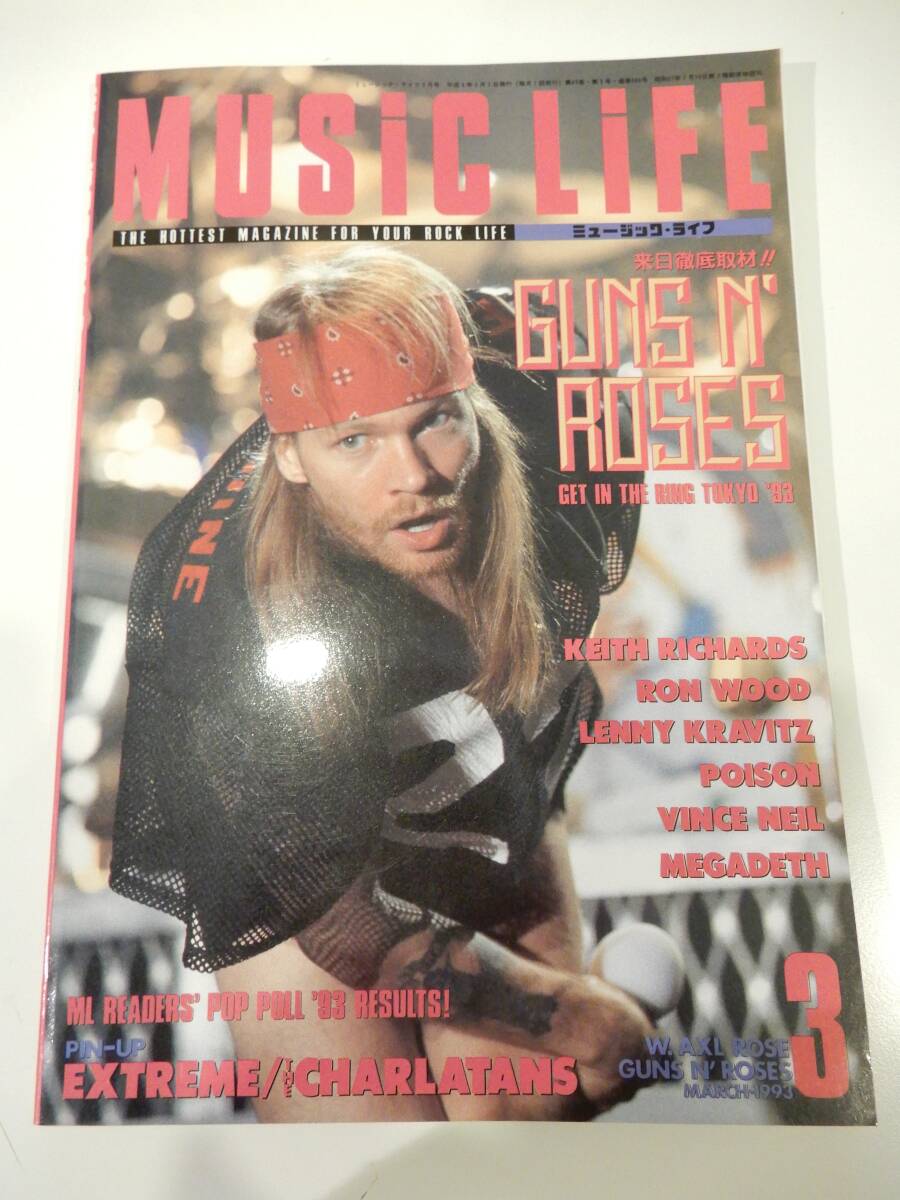 MUSiC LiFE
THE HOTTEST MAGAZINE FOR YOUR ROCK LIFE
ミュージック・ライフ
来日徹底取材!!
GUNS N'
ROSES
GET IN THE RING TOKYO '93
KEITH RICHARDS
RON WOOD
LENNY KRAVITZ
POISON
VINCE NEIL
MEGADETH
ML READERS' POP POLL '93 RESULTS!
PIN-UP
EXTREME/THE CHARLATANS
3
W. AXL ROSE
GUNS N' ROSES
MARCH-1993